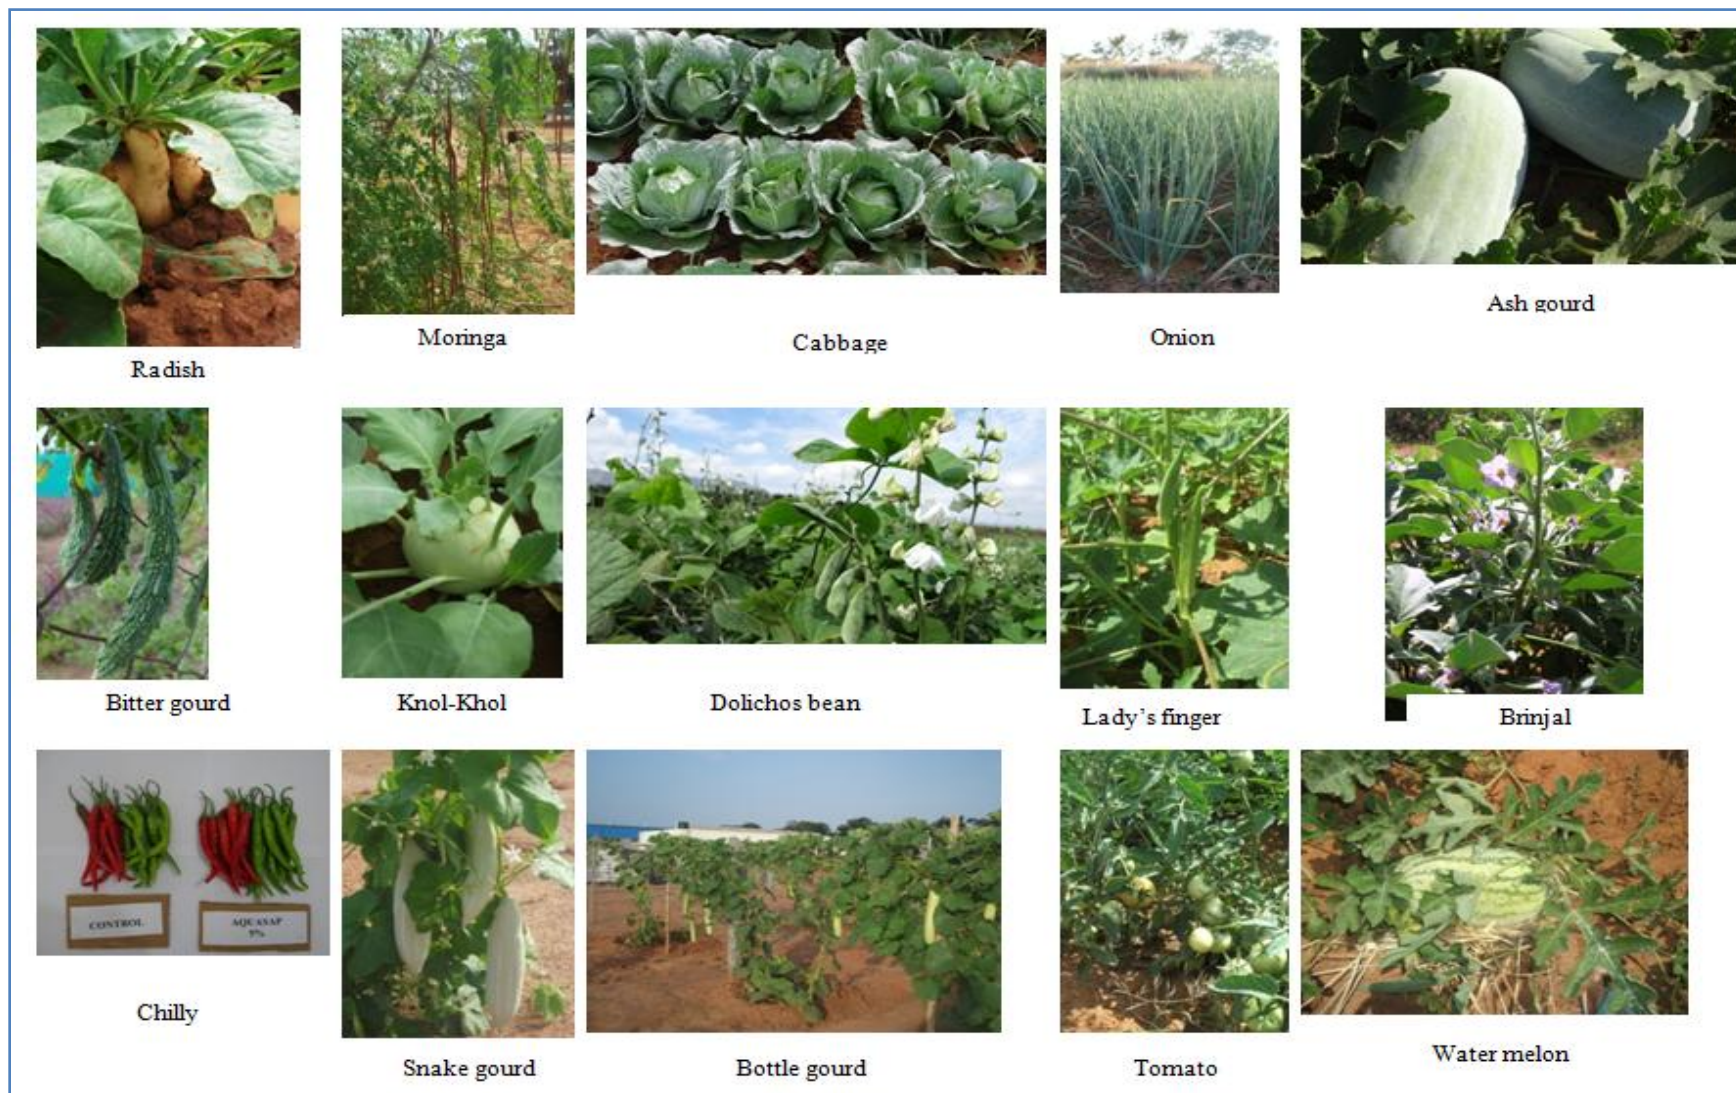 Radish
Moringa
Cabbage
Onion
Ash gourd
Bitter gourd
Knol-Khol
Dolichos bean
Lady’s finger
Brinjal
CONTROL
AQUASAP
5%
Chilly
Snake gourd
Bottle gourd
Tomato
Water melon